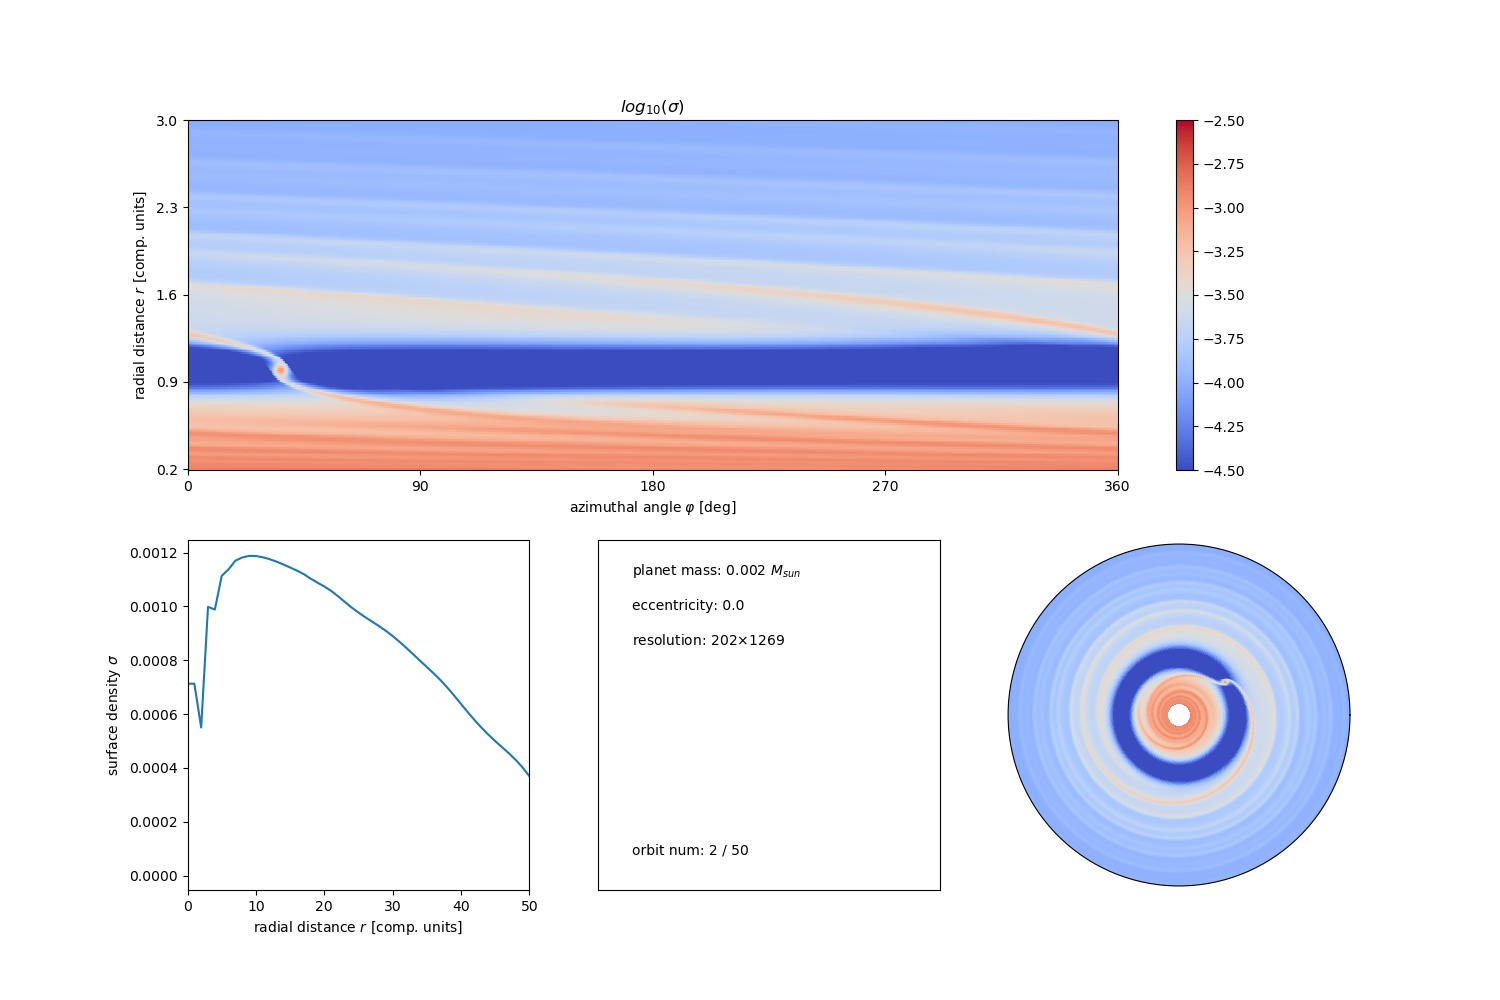 log₁₀(σ)
3.0
2.3
1.6
0.9
0.2
radial distance r [comp. units]
0 90 180 270 360
azimuthal angle φ [deg]
−2.50
−2.75
−3.00
−3.25
−3.50
−3.75
−4.00
−4.25
−4.50
0.0012
0.0010
0.0008
0.0006
0.0004
0.0002
0.0000
surface density σ
0 10 20 30 40 50
radial distance r [comp. units]
planet mass: 0.002 Mₛᵤₙ
eccentricity: 0.0
resolution: 202×1269
orbit num: 2 / 50